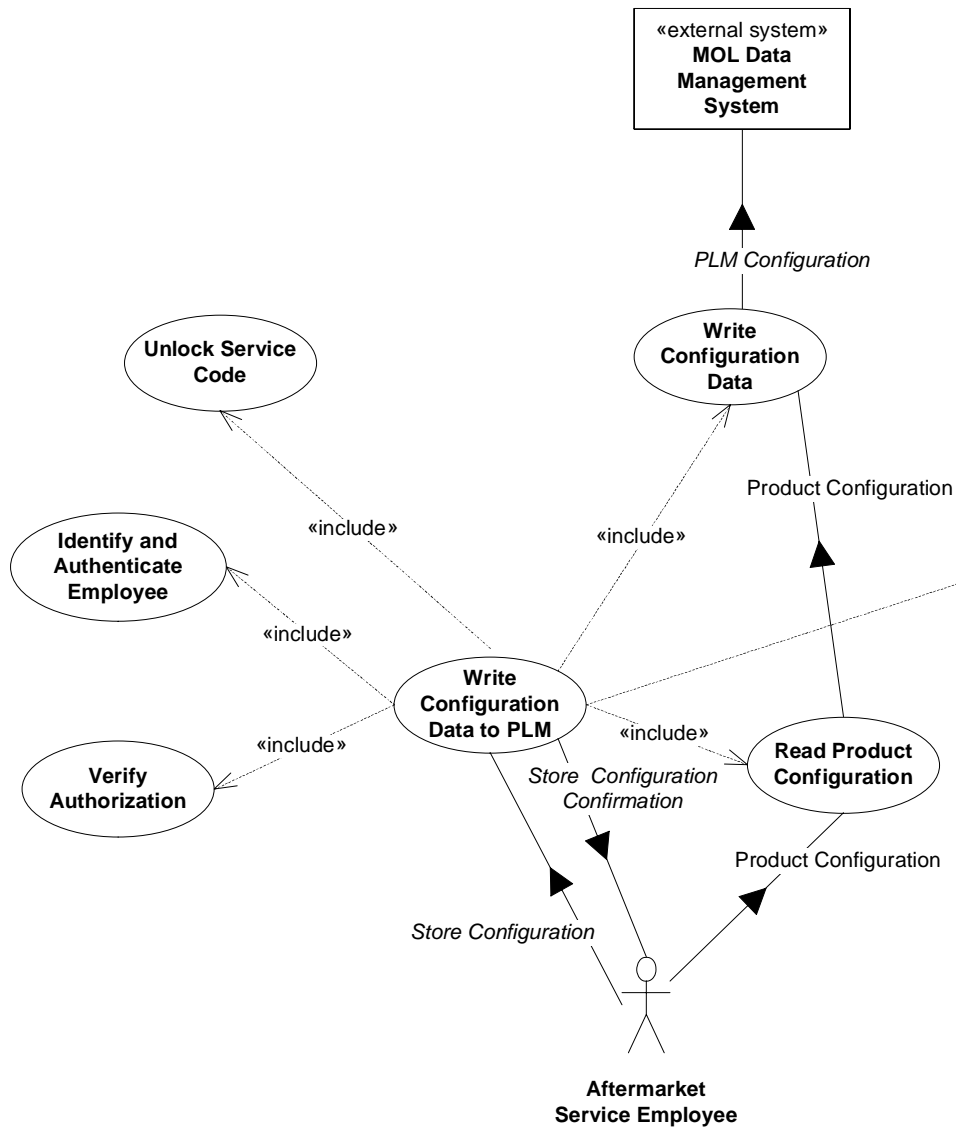 «external system»
MOL Data
Management
System
PLM Configuration
Unlock Service
Code
Write
Configuration
Data
Product Configuration
«include»
«include»
Identify and
Authenticate
Employee
«include»
Write
Configuration
Data to PLM
«include»
«include»
Verify
Authorization
Read Product
Configuration
Store  Configuration
Confirmation
Product Configuration
Store Configuration
Aftermarket
Service Employee